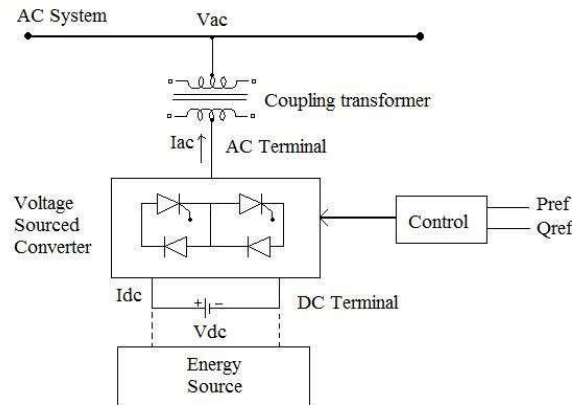 AC System
Vac
Coupling transformer
Iac
AC Terminal
Voltage
Sourced
Converter
Control
Pref
Qref
Idc
+ –
DC Terminal
Vdc
Energy
Source